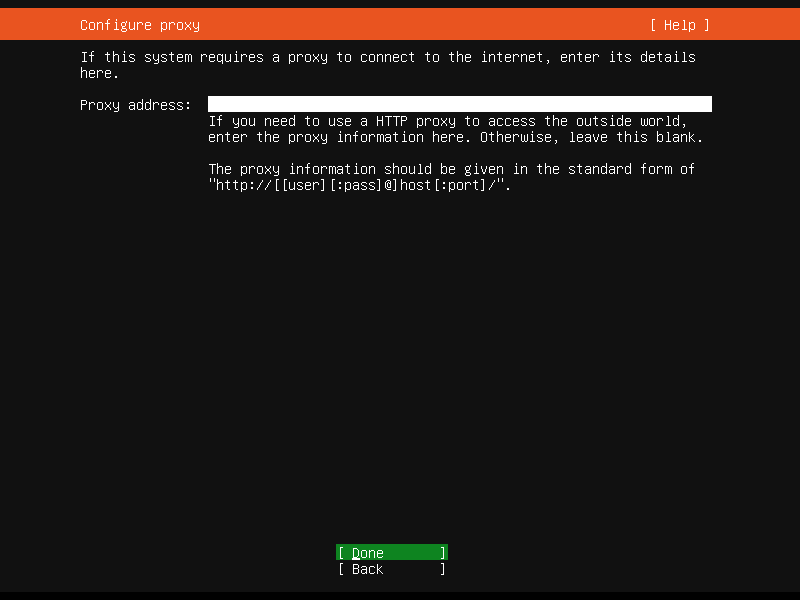 Configure proxy [ Help ]
If this system requires a proxy to connect to the internet, enter its details
here.
Proxy address:
If you need to use a HTTP proxy to access the outside world,
enter the proxy information here. Otherwise, leave this blank.
The proxy information should be given in the standard form of
"http://[[user][:pass]@]host[:port]/".
[ Done ]
[ Back ]